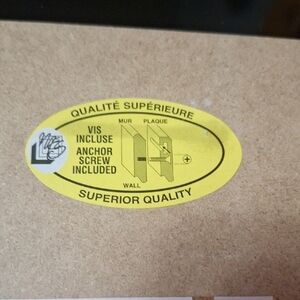 QUALITÉ SUPÉRIEURE
MUR PLAQUE
VIS
INCLUSE
ANCHOR
SCREW
INCLUDED
WALL
SUPERIOR QUALITY